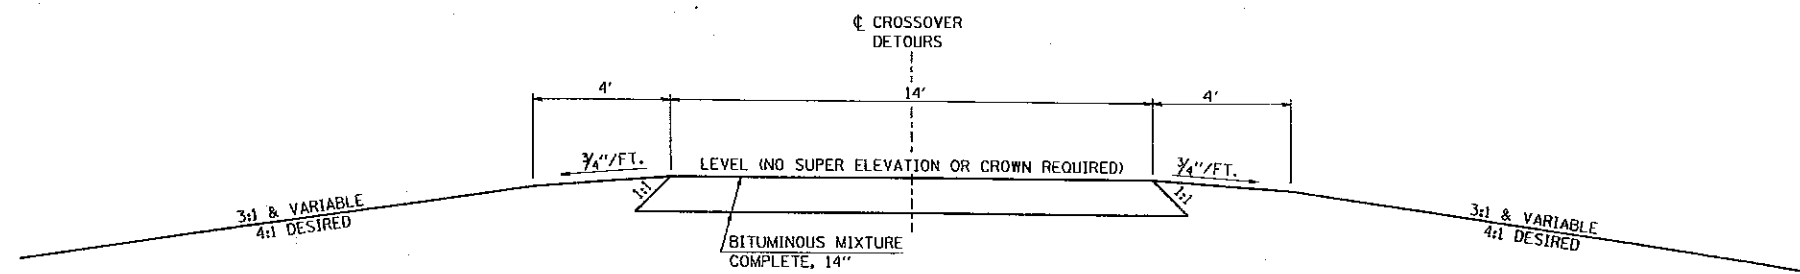 ℄ CROSSOVER
DETOURS
4'
14'
4'
3/4"/FT.
LEVEL (NO SUPER ELEVATION OR CROWN REQUIRED)
3/4"/FT.
1:1
1:1
3:1 & VARIABLE
4:1 DESIRED
3:1 & VARIABLE
4:1 DESIRED
BITUMINOUS MIXTURE
COMPLETE, 14"